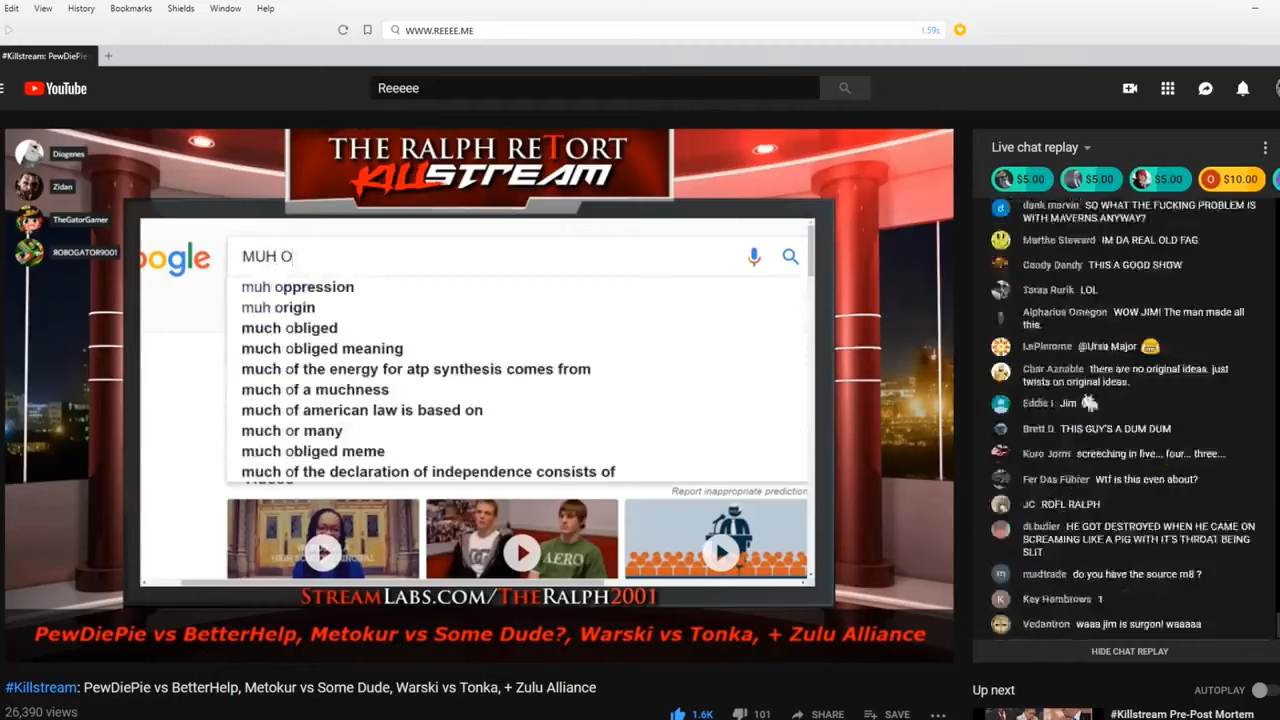 Edit View History Bookmarks Shields Window Help
WWW.REEEE.ME 1.59s
#Killstream: PewDiePie
YouTube
Reeeee
THE RALPH RETORT
KILLSTREAM
Diogenes
Zidan
TheGatorGamer
ROBOGATOR9001
oogle
MUH O
muh oppression
muh origin
much obliged
much obliged meaning
much of the energy for atp synthesis comes from
much of a muchness
much of american law is based on
much or many
much obliged meme
much of the declaration of independence consists of
Report inappropriate prediction
AERO
STREAMLABS.COM/THERALPH2001
PewDiePie vs BetterHelp, Metokur vs Some Dude?, Warski vs Tonka, + Zulu Alliance
#Killstream: PewDiePie vs BetterHelp, Metokur vs Some Dude, Warski vs Tonka, + Zulu Alliance
26,390 views
1.6K 101 SHARE SAVE
Live chat replay
$5.00 $5.00 $5.00 O $10.00
dank marvin SO WHAT THE FUCKING PROBLEM IS
WITH MAVERNS ANYWAY?
Marthe Steward IM DA REAL OLD FAG
Candy Dandy THIS A GOOD SHOW
Rurik LOL
Alpharius Omegon WOW JIM! The man made all
this.
@Ursa Major
Char Aznable there are no original ideas. just
twists on original ideas.
Eddie I Jim
Brett D. THIS GUY'S A DUM DUM
Kuro Joms screeching in five... four... three...
Fer Das Führer Wtf is this even about?
JC ROFL RALPH
HE GOT DESTROYED WHEN HE CAME ON
SCREAMING LIKE A PIG WITH IT'S THROAT BEING
SLIT
mudtrade do you have the source m8 ?
Kay Hambrows 1
Vedantron waaa jim is surgon! waaaaa
HIDE CHAT REPLAY
Up next
AUTOPLAY
#Killstream Pre-Post Mortem